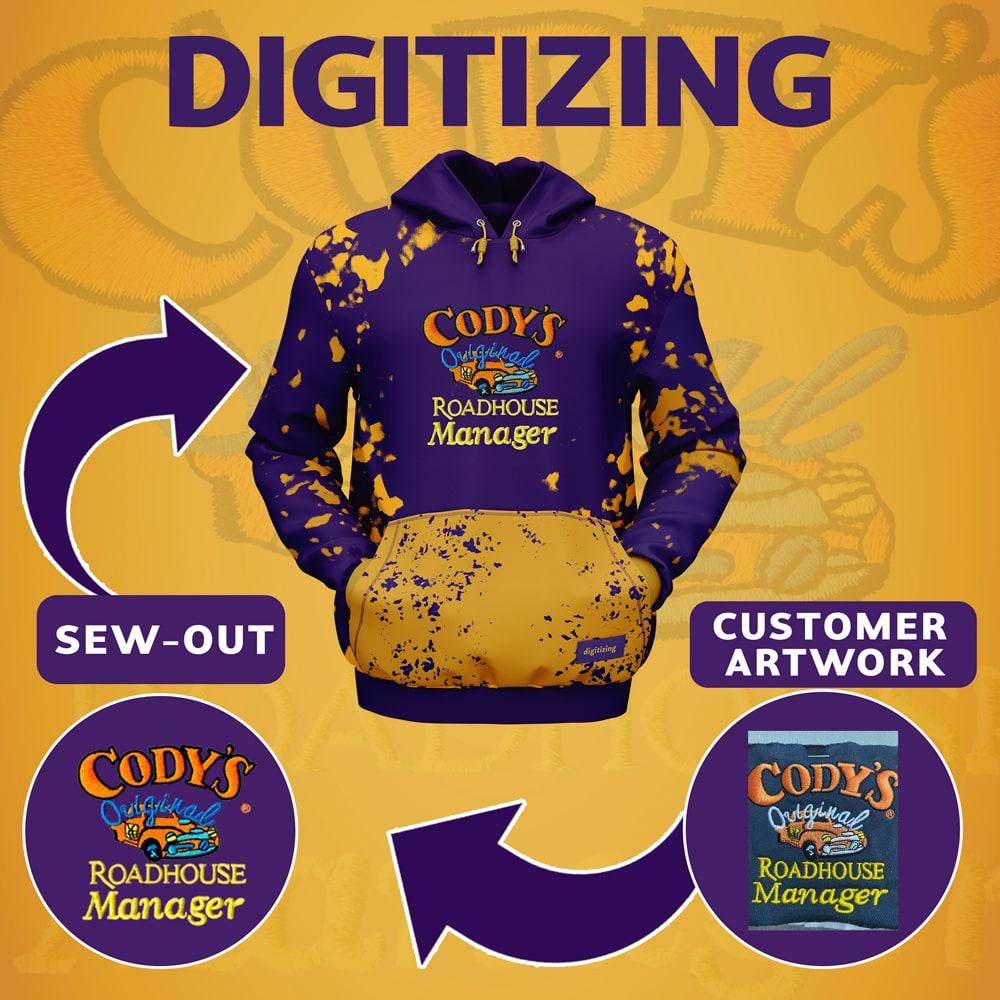 DIGITIZING
CODY'S
Original
®
ROADHOUSE
Manager
digitizing
SEW-OUT
CUSTOMER
ARTWORK
CODY'S
Original
®
ROADHOUSE
Manager
CODY'S
Original
®
ROADHOUSE
Manager